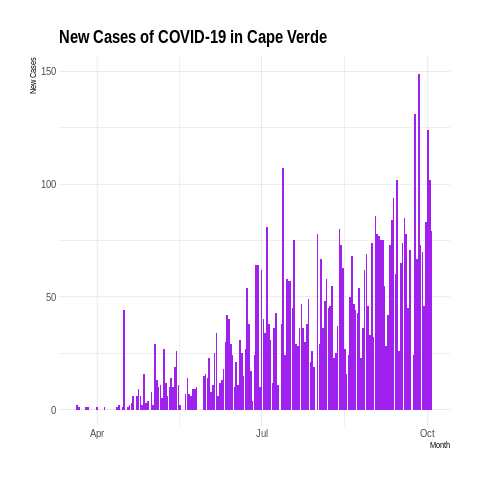 New Cases of COVID-19 in Cape Verde
New Cases
150
100
50
0
Apr
Jul
Oct
Month